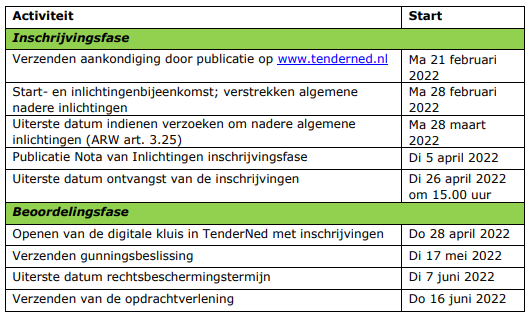 Activiteit Start
Inschrijvingsfase
Verzenden aankondiging door publicatie op www.tenderned.nl Ma 21 februari
2022
Start- en inlichtingenbijeenkomst; verstrekken algemene Ma 28 februari
nadere inlichtingen 2022
Uiterste datum indienen verzoeken om nadere algemene Ma 28 maart
inlichtingen (ARW art. 3.25) 2022
Publicatie Nota van Inlichtingen inschrijvingsfase Di 5 april 2022
Uiterste datum ontvangst van de inschrijvingen Di 26 april 2022
om 15.00 uur
Beoordelingsfase
Openen van de digitale kluis in TenderNed met inschrijvingen Do 28 april 2022
Verzenden gunningsbeslissing Di 17 mei 2022
Uiterste datum rechtsbeschermingstermijn Di 7 juni 2022
Verzenden van de opdrachtverlening Do 16 juni 2022